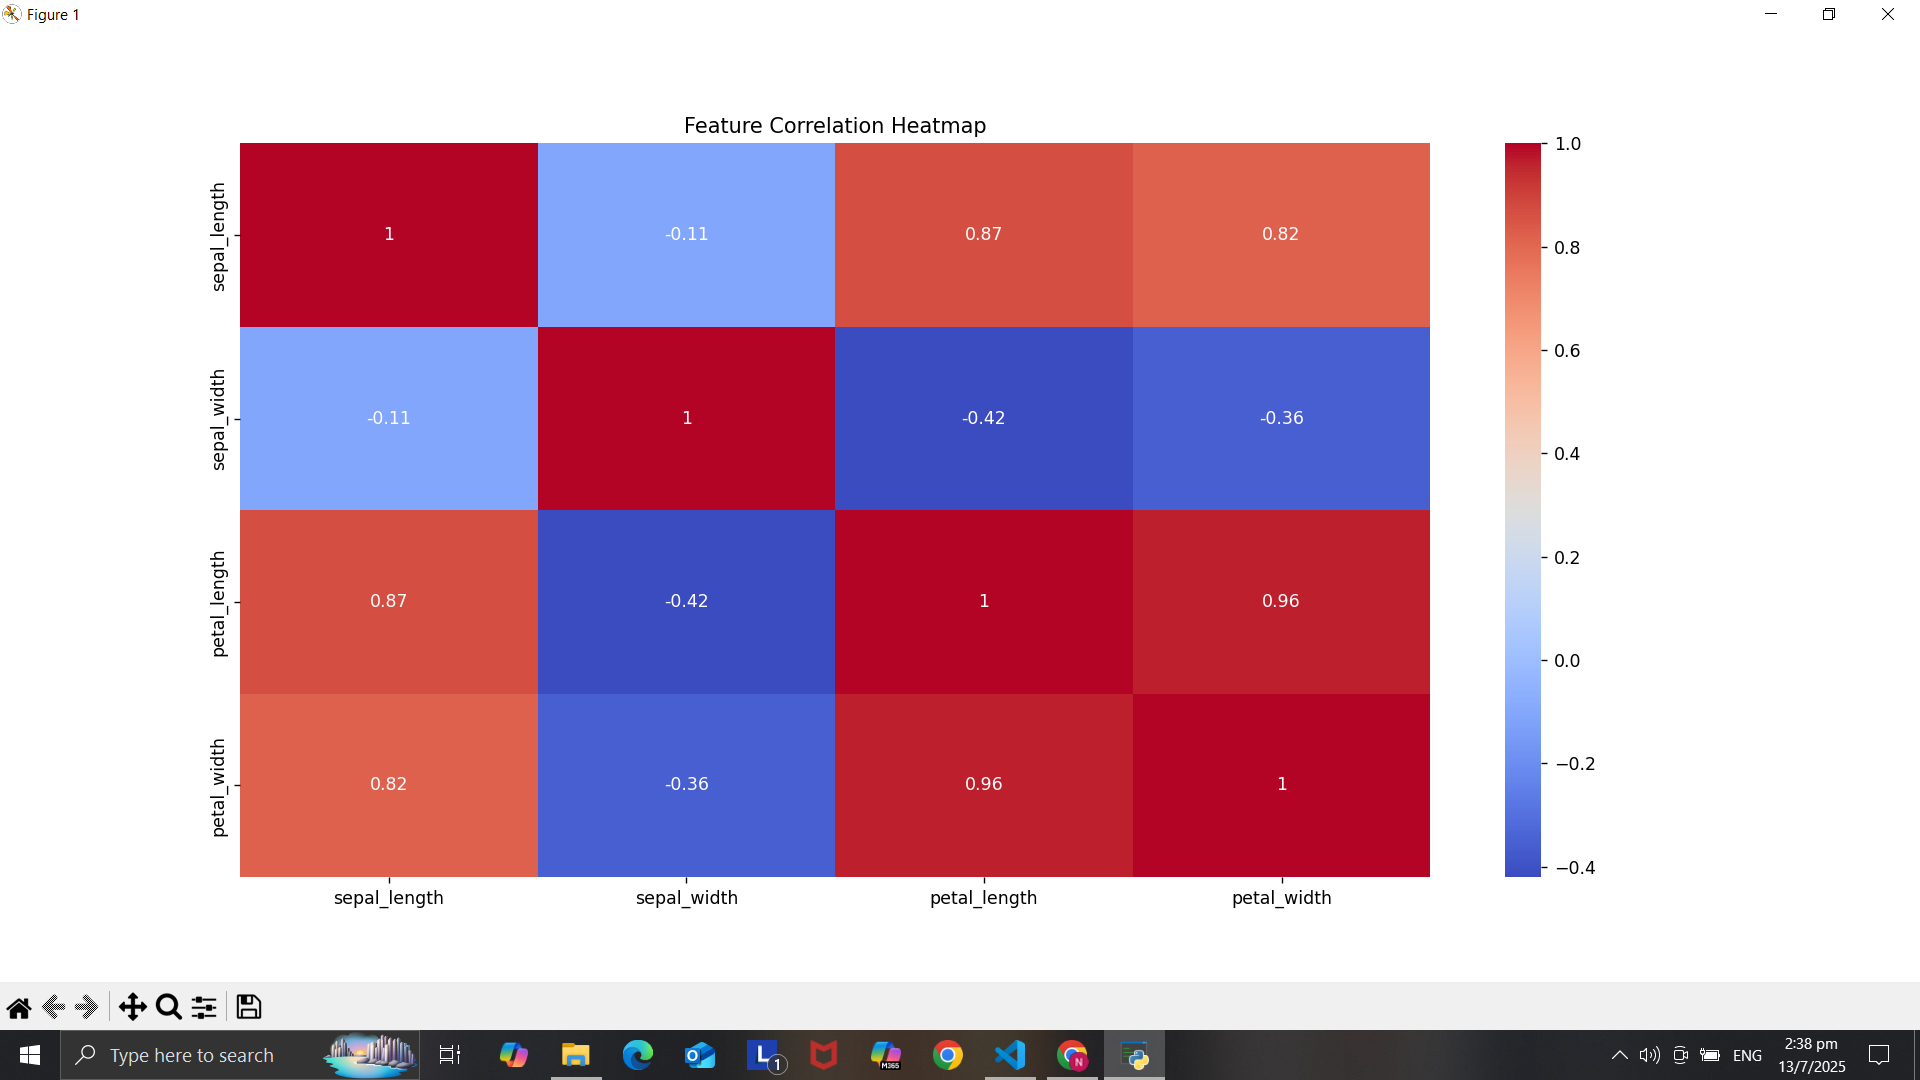 Figure 1
Feature Correlation Heatmap
sepal_length
1
-0.11
0.87
0.82
sepal_width
-0.11
1
-0.42
-0.36
petal_length
0.87
-0.42
1
0.96
petal_width
0.82
-0.36
0.96
1
sepal_length
sepal_width
petal_length
petal_width
1.0
0.8
0.6
0.4
0.2
0.0
−0.2
−0.4
Type here to search
O
L
1
M365
N
ENG
2:38 pm
13/7/2025